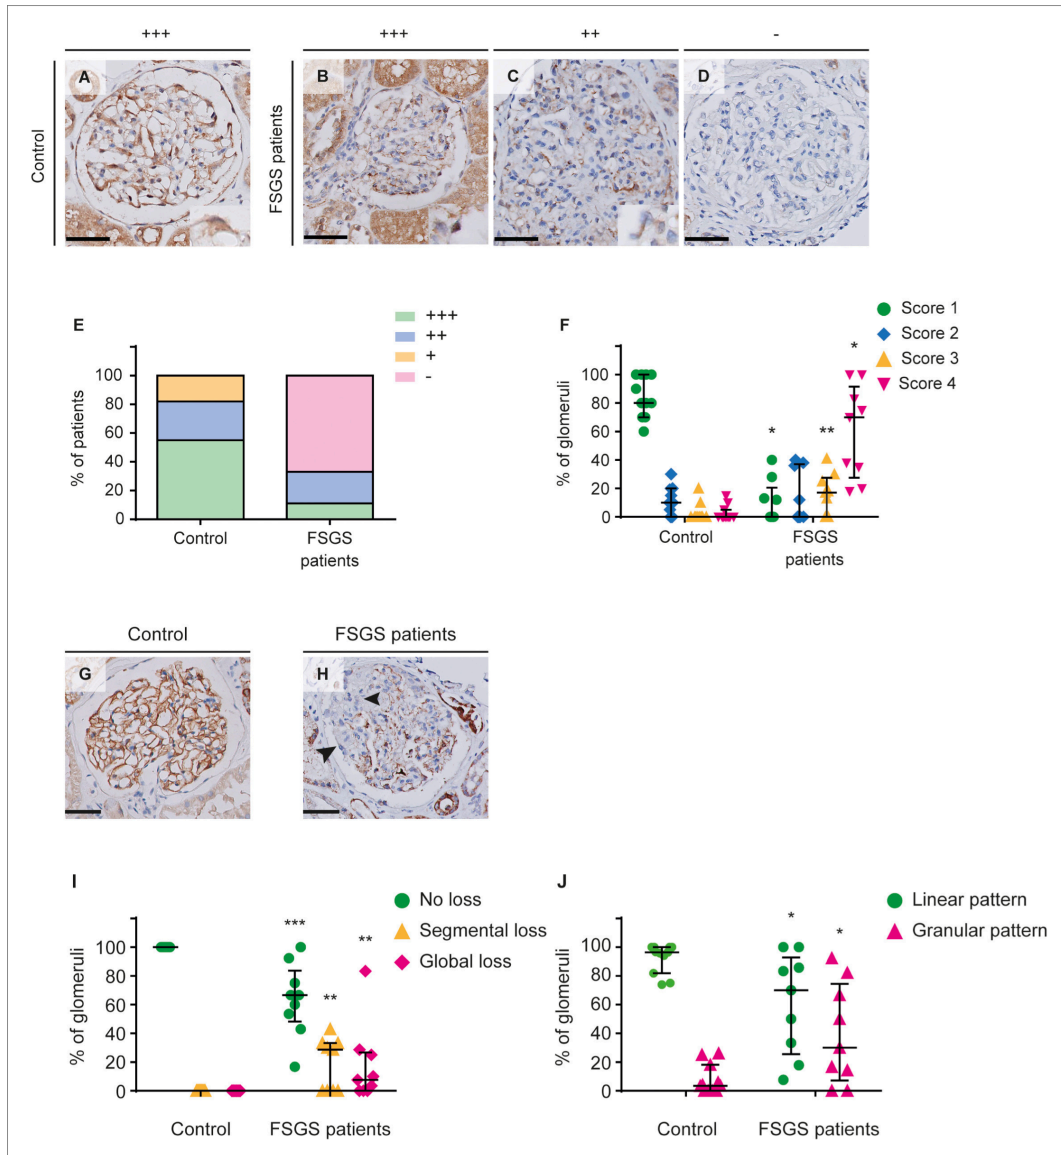 +++ +++ ++ -
Control
FSGS patients
A B C D
E
+++
++
+
-
% of patients
100
80
60
40
20
0
Control FSGS
patients
F
Score 1
Score 2
Score 3
Score 4
% of glomeruli
100
80
60
40
20
0
* ** *
Control FSGS
patients
Control FSGS patients
G H
I
No loss
Segmental loss
Global loss
% of glomeruli
100
80
60
40
20
0
*** ** **
Control FSGS patients
J
Linear pattern
Granular pattern
% of glomeruli
100
80
60
40
20
0
* *
Control FSGS patients